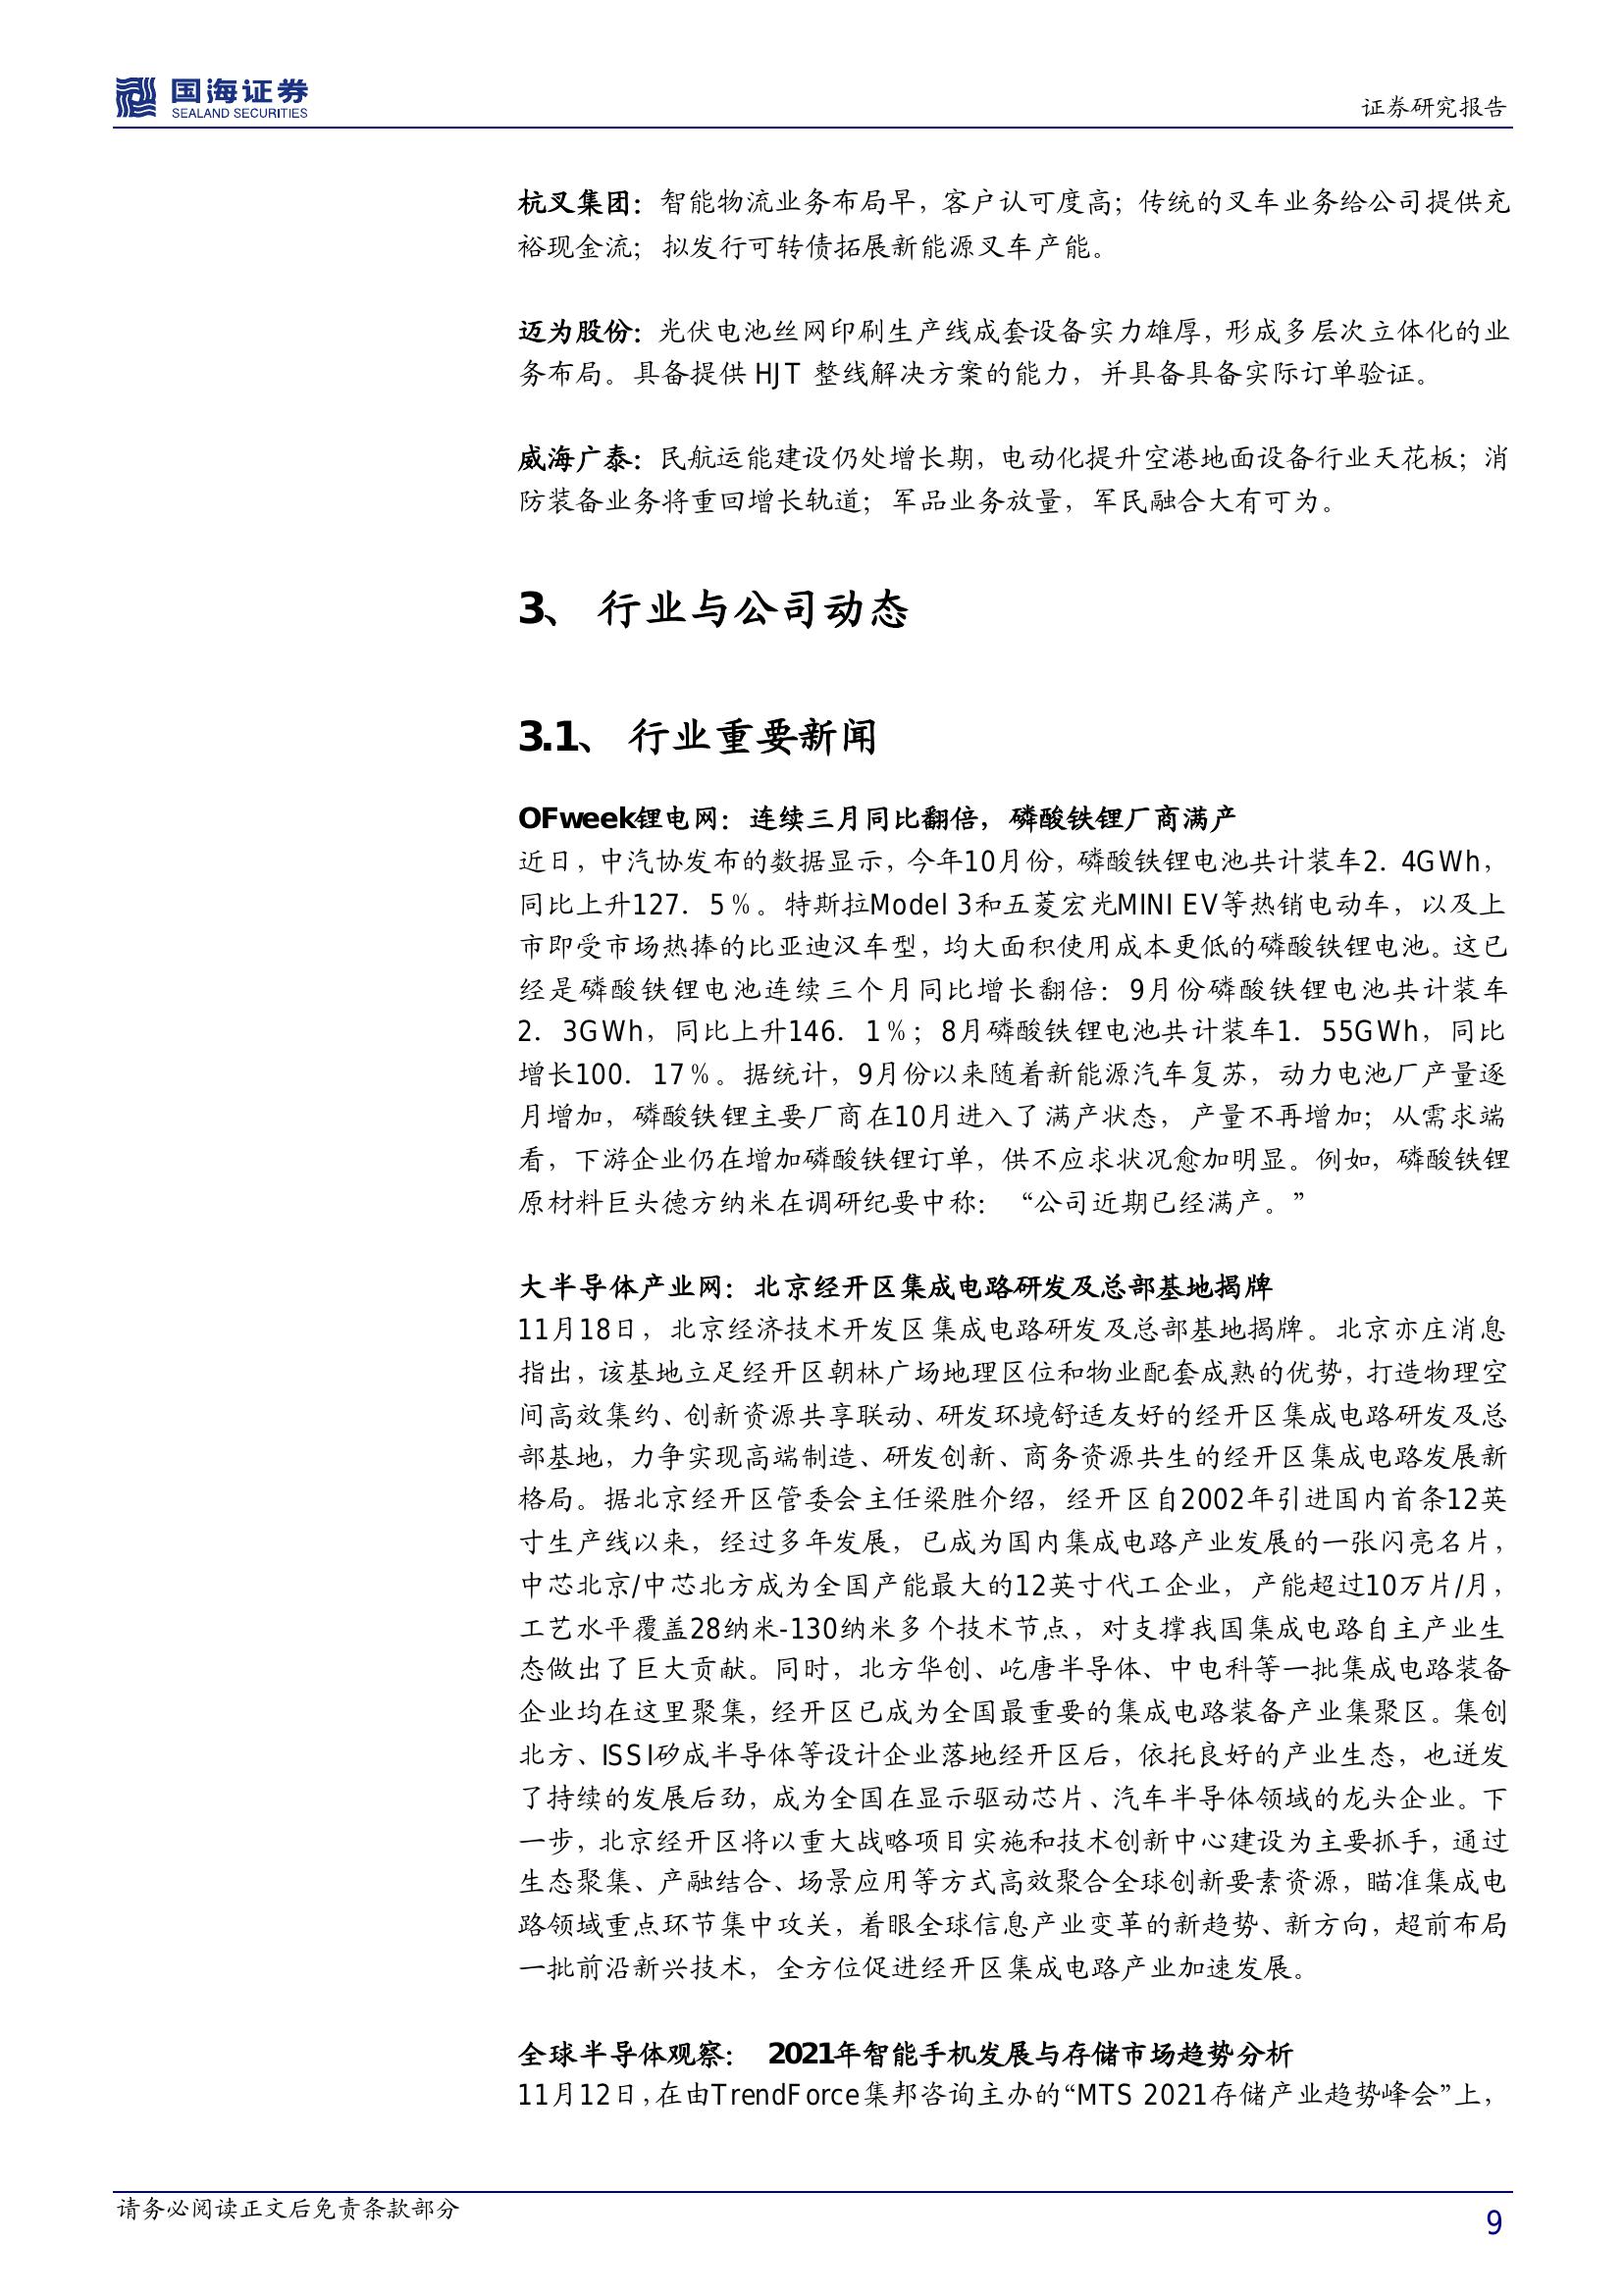 国海证券
SEALAND SECURITIES
证券研究报告
杭叉集团：智能物流业务布局早，客户认可度高；传统的叉车业务给公司提供充
裕现金流；拟发行可转债拓展新能源叉车产能。
迈为股份：光伏电池丝网印刷生产线成套设备实力雄厚，形成多层次立体化的业
务布局。具备提供 HJT 整线解决方案的能力，并具备具备实际订单验证。
威海广泰：民航运能建设仍处增长期，电动化提升空港地面设备行业天花板；消
防装备业务将重回增长轨道；军品业务放量，军民融合大有可为。
3、 行业与公司动态
3.1、 行业重要新闻
OFweek锂电网：连续三月同比翻倍，磷酸铁锂厂商满产
近日，中汽协发布的数据显示，今年10月份，磷酸铁锂电池共计装车2．4GWh，
同比上升127．5％。特斯拉Model 3和五菱宏光MINI EV等热销电动车，以及上
市即受市场热捧的比亚迪汉车型，均大面积使用成本更低的磷酸铁锂电池。这已
经是磷酸铁锂电池连续三个月同比增长翻倍：9月份磷酸铁锂电池共计装车
2．3GWh，同比上升146．1％；8月磷酸铁锂电池共计装车1．55GWh，同比
增长100．17％。据统计，9月份以来随着新能源汽车复苏，动力电池厂产量逐
月增加，磷酸铁锂主要厂商在10月进入了满产状态，产量不再增加；从需求端
看，下游企业仍在增加磷酸铁锂订单，供不应求状况愈加明显。例如，磷酸铁锂
原材料巨头德方纳米在调研纪要中称：“公司近期已经满产。”
大半导体产业网：北京经开区集成电路研发及总部基地揭牌
11月18日，北京经济技术开发区集成电路研发及总部基地揭牌。北京亦庄消息
指出，该基地立足经开区朝林广场地理区位和物业配套成熟的优势，打造物理空
间高效集约、创新资源共享联动、研发环境舒适友好的经开区集成电路研发及总
部基地，力争实现高端制造、研发创新、商务资源共生的经开区集成电路发展新
格局。据北京经开区管委会主任梁胜介绍，经开区自2002年引进国内首条12英
寸生产线以来，经过多年发展，已成为国内集成电路产业发展的一张闪亮名片，
中芯北京/中芯北方成为全国产能最大的12英寸代工企业，产能超过10万片/月，
工艺水平覆盖28纳米-130纳米多个技术节点，对支撑我国集成电路自主产业生
态做出了巨大贡献。同时，北方华创、屹唐半导体、中电科等一批集成电路装备
企业均在这里聚集，经开区已成为全国最重要的集成电路装备产业集聚区。集创
北方、ISSI矽成半导体等设计企业落地经开区后，依托良好的产业生态，也迸发
了持续的发展后劲，成为全国在显示驱动芯片、汽车半导体领域的龙头企业。下
一步，北京经开区将以重大战略项目实施和技术创新中心建设为主要抓手，通过
生态聚集、产融结合、场景应用等方式高效聚合全球创新要素资源，瞄准集成电
路领域重点环节集中攻关，着眼全球信息产业变革的新趋势、新方向，超前布局
一批前沿新兴技术，全方位促进经开区集成电路产业加速发展。
全球半导体观察： 2021年智能手机发展与存储市场趋势分析
11月12日，在由TrendForce集邦咨询主办的“MTS 2021存储产业趋势峰会”上，
请务必阅读正文后免责条款部分
9